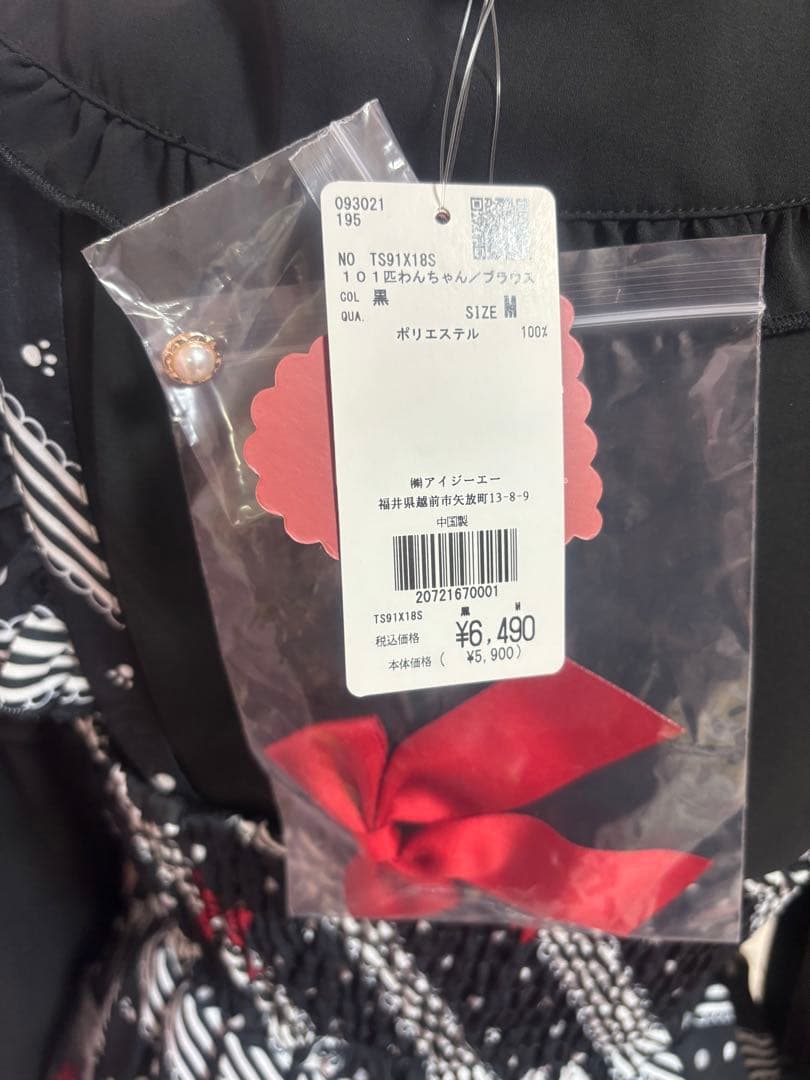 093021
195
NO TS91X18S
１０１匹わんちゃん／ブラウス
COL 黒
QUA. SIZE M
ポリエステル 100%
㈱アイジーエー
福井県越前市矢放町13-8-9
中国製
20721670001
TS91X18S 黒 M
税込価格 ¥6,490
本体価格 ( ¥5,900)